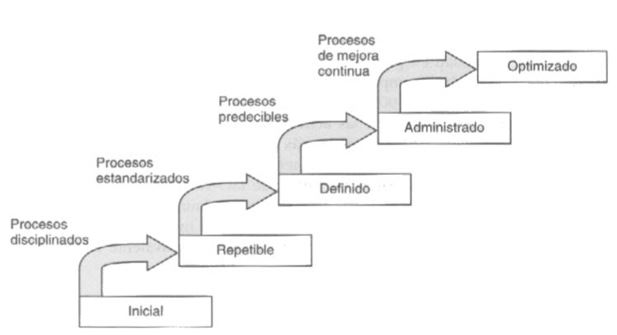 Procesos
de mejora
continua
Optimizado
Procesos
predecibles
Administrado
Procesos
estandarizados
Definido
Procesos
disciplinados
Repetible
Inicial